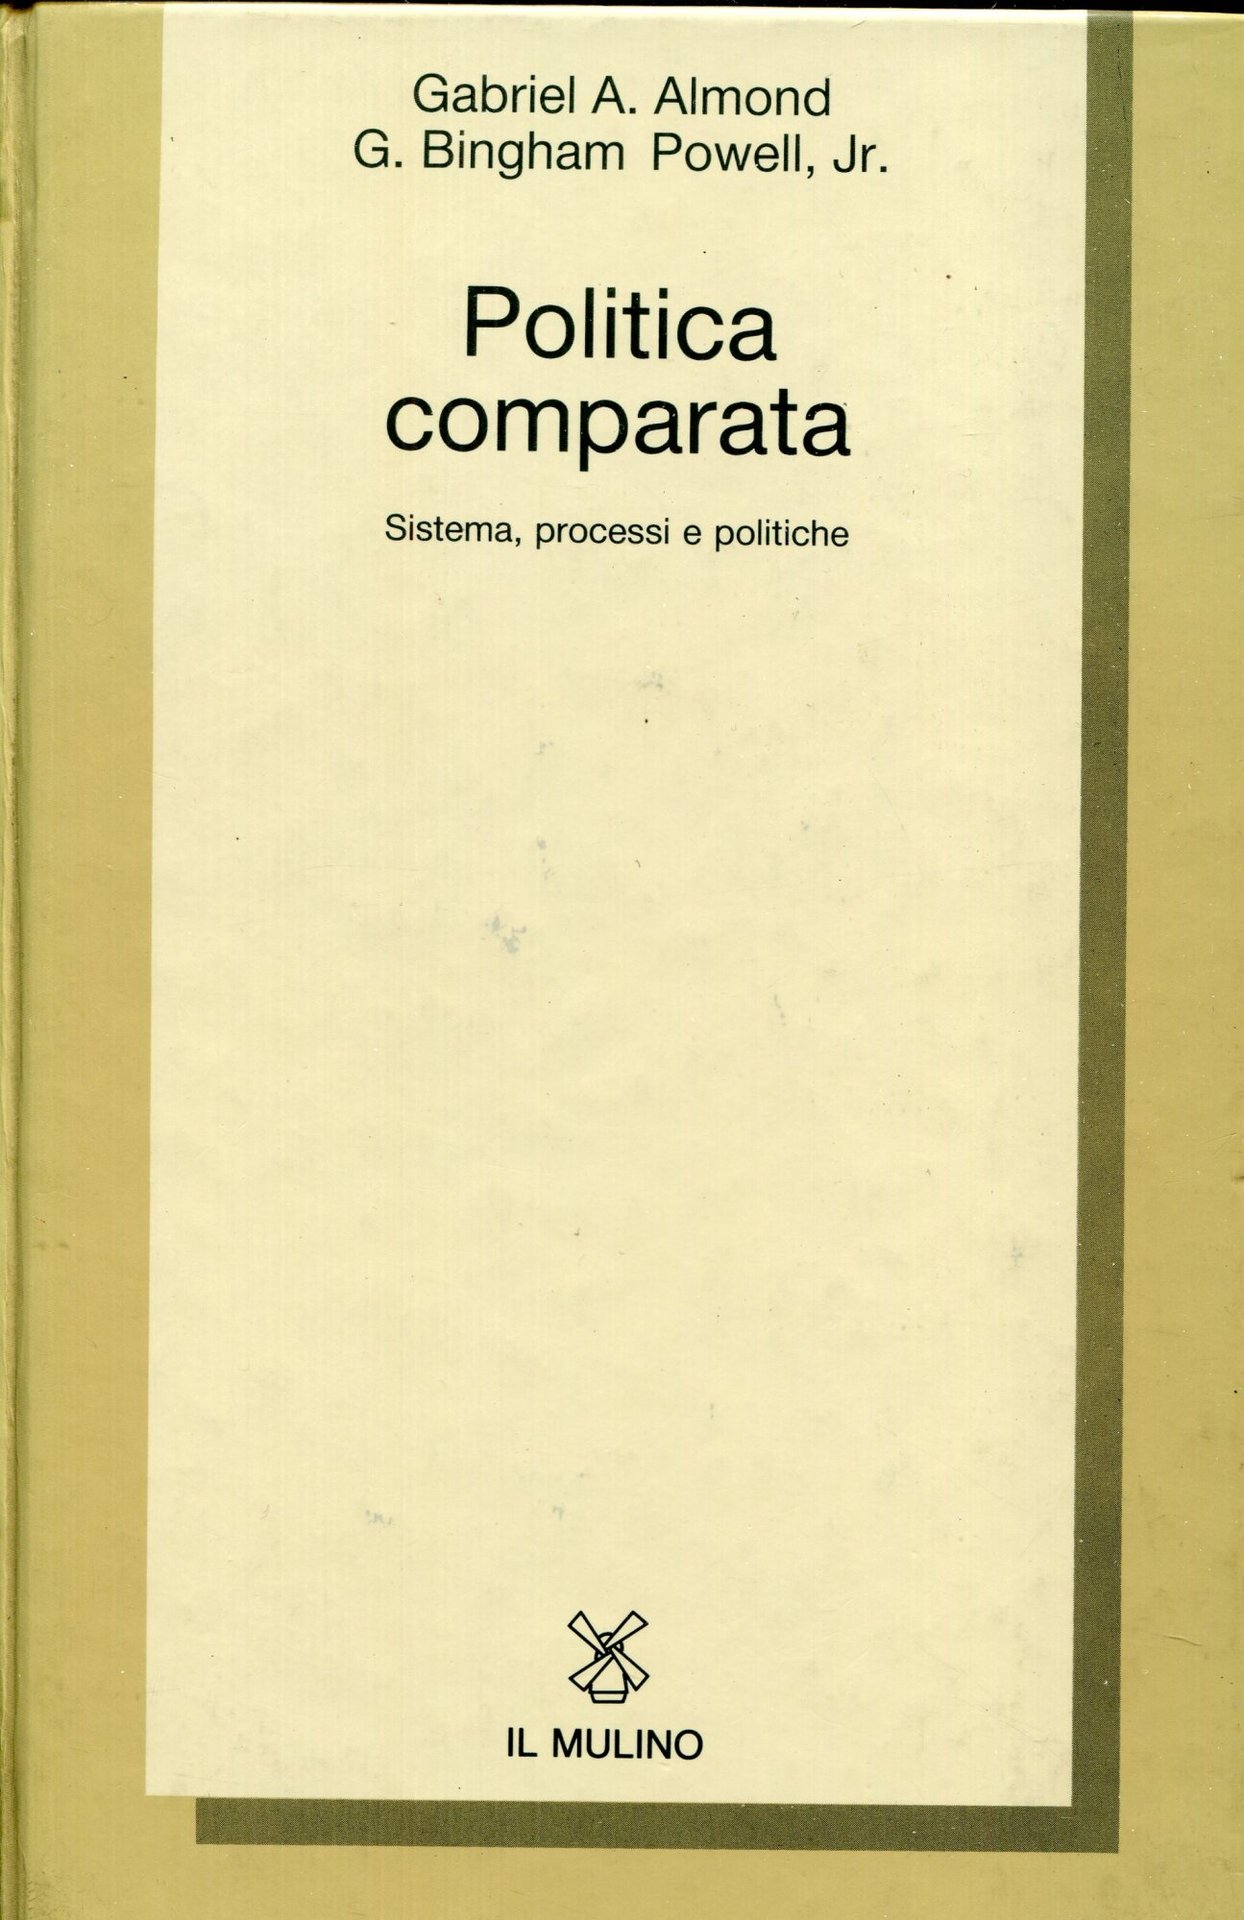 Gabriel A. Almond
G. Bingham Powell, Jr.
Politica
comparata
Sistema, processi e politiche
IL MULINO